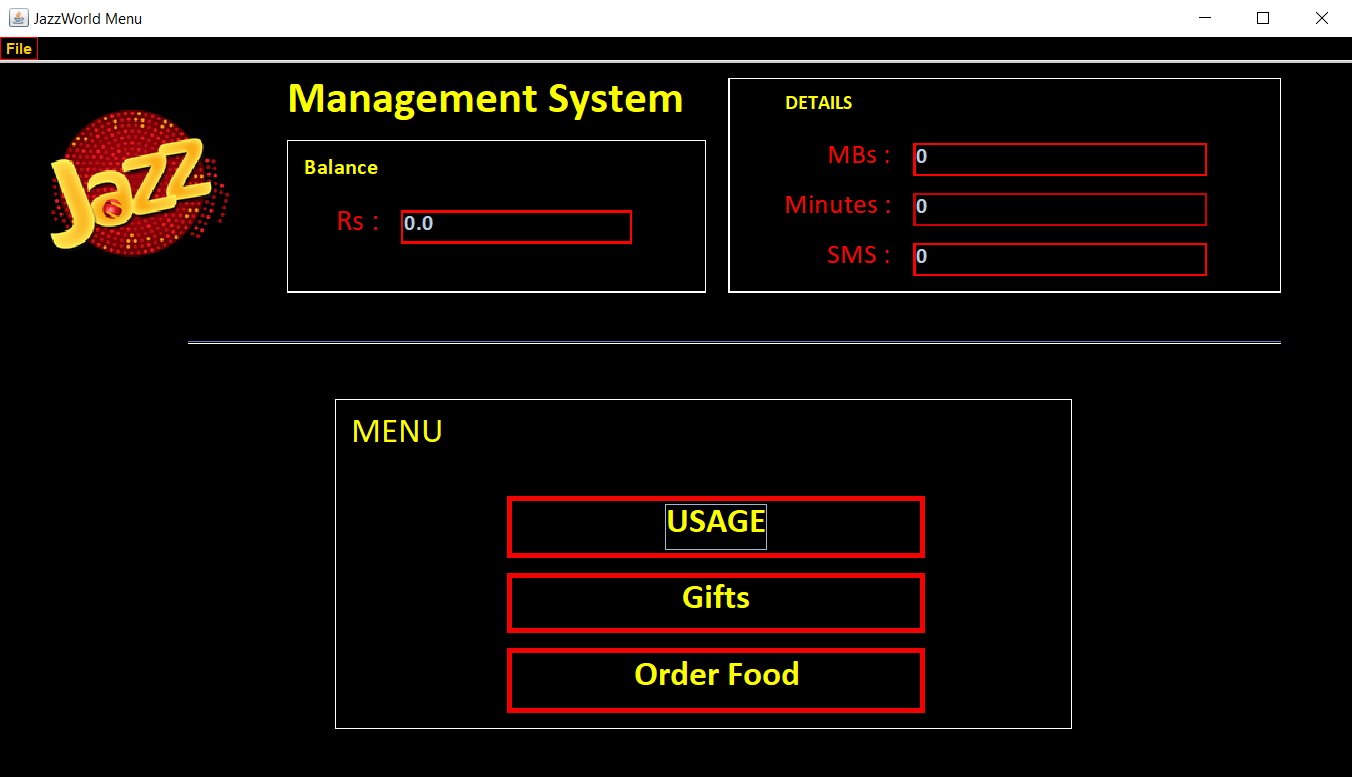 JazzWorld Menu
File
Jazz
Management System
Balance
Rs :
0.0
DETAILS
MBs :
0
Minutes :
0
SMS :
0
MENU
USAGE
Gifts
Order Food